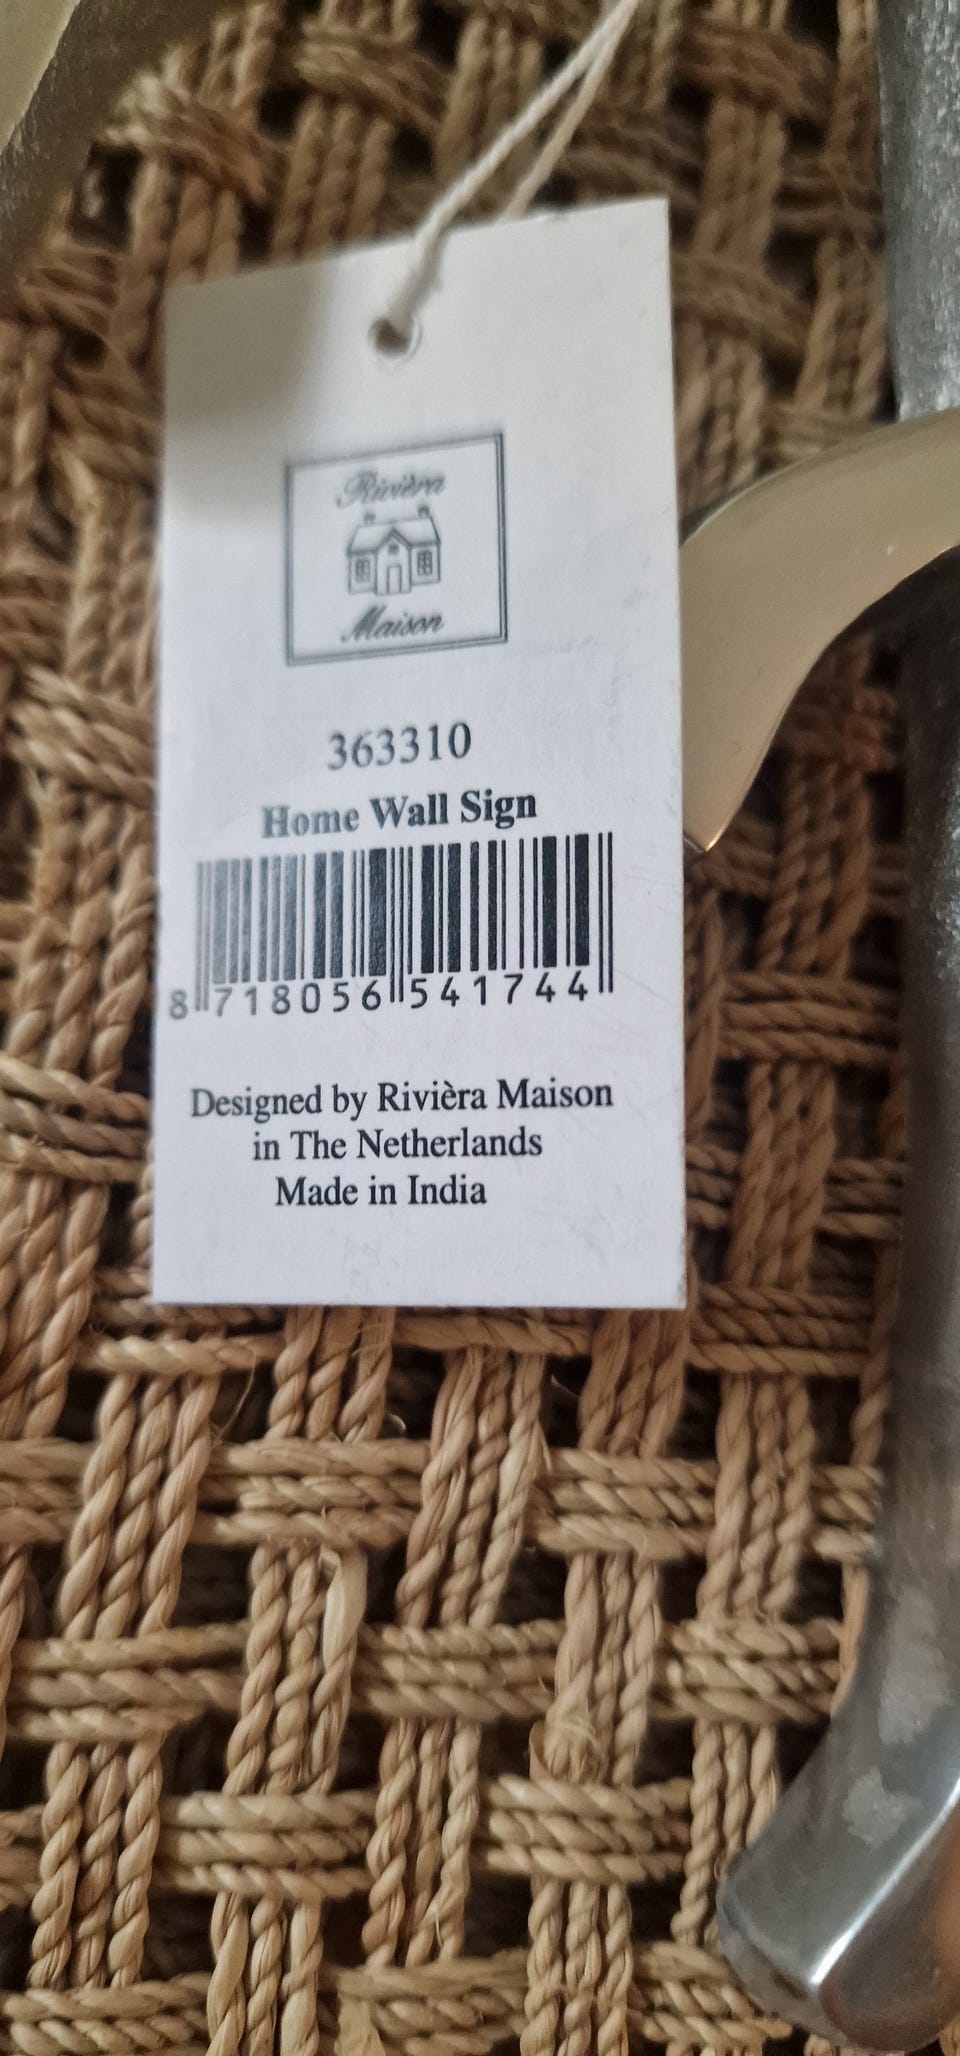 Rivièra
Maison
363310
Home Wall Sign
8 718056 541744
Designed by Rivièra Maison
in The Netherlands
Made in India